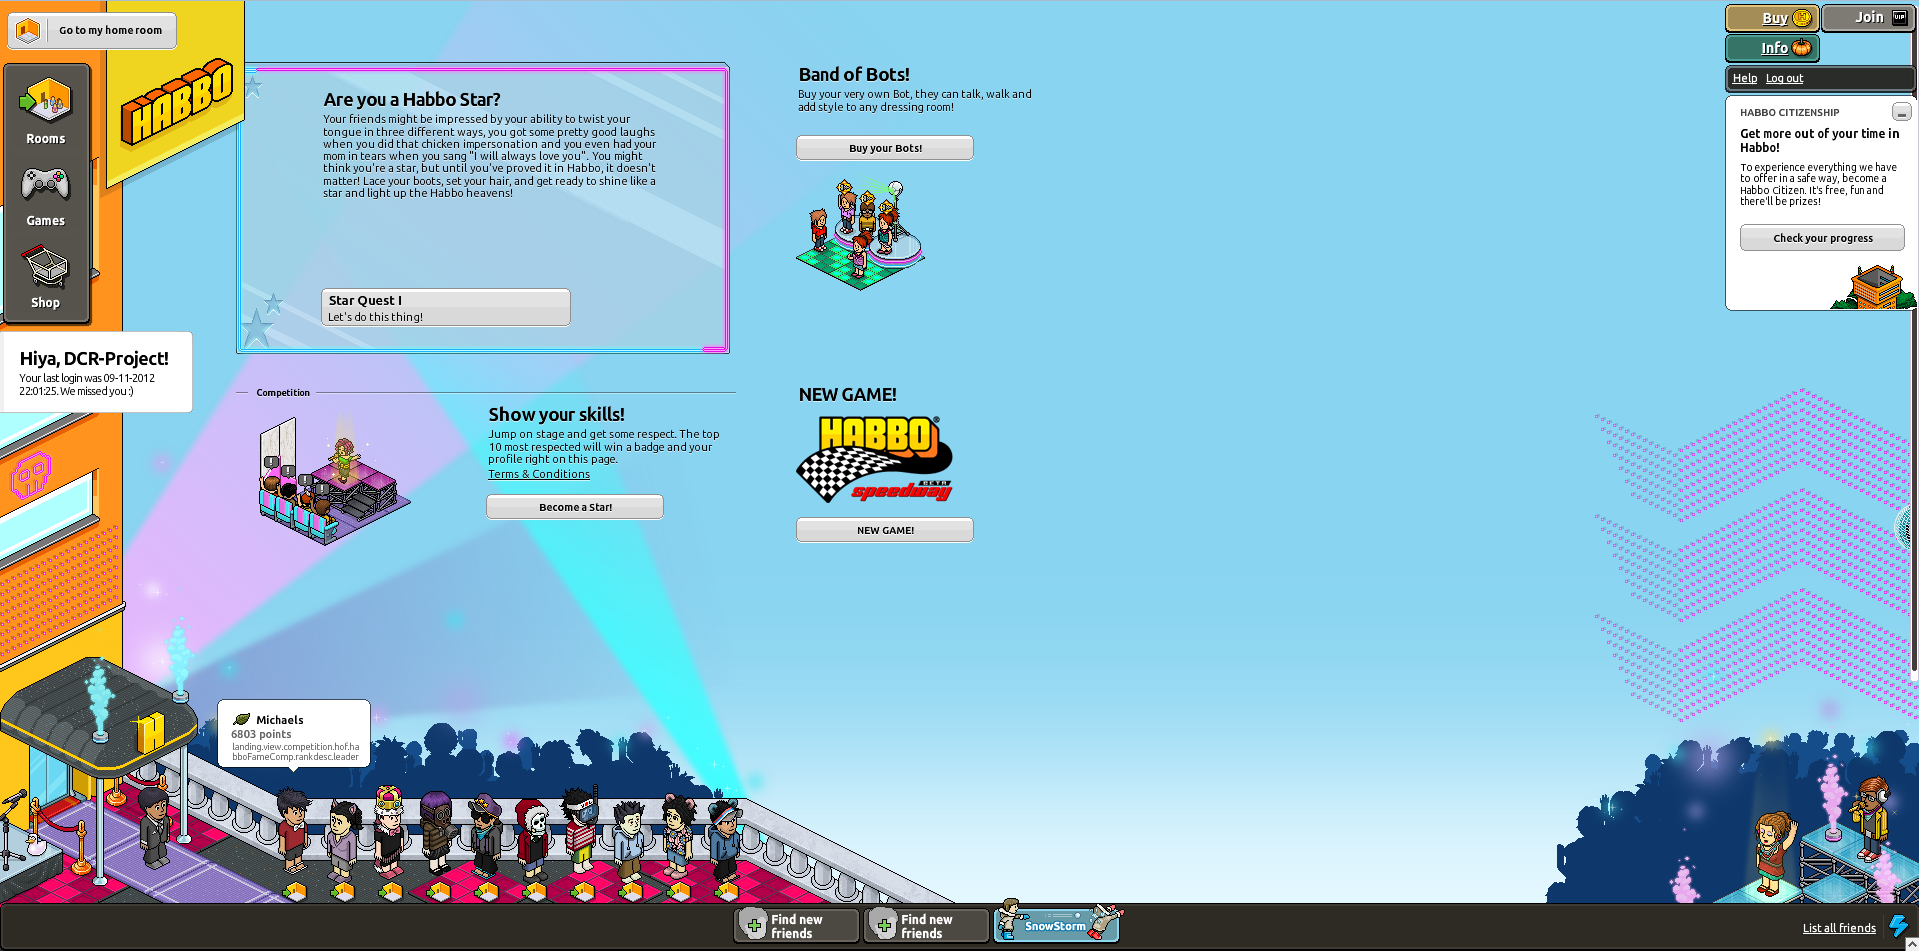 Go to my home room
HABBO
Rooms
Games
Shop
Hiya, DCR-Project!
Your last login was 09-11-2012
22:01:25. We missed you :)
Are you a Habbo Star?
Your friends might be impressed by your ability to twist your
tongue in three different ways, you got some pretty good laughs
when you did that chicken impersonation and you even had your
mom in tears when you sang "I will always love you". You might
think you're a star, but until you've proved it in Habbo, it doesn't
matter! Lace your boots, set your hair, and get ready to shine like a
star and light up the Habbo heavens!
Star Quest I
Let's do this thing!
Competition
Show your skills!
Jump on stage and get some respect. The top
10 most respected will win a badge and your
profile right on this page.
Terms & Conditions
Become a Star!
Band of Bots!
Buy your very own Bot, they can talk, walk and
add style to any dressing room!
Buy your Bots!
NEW GAME!
HABBO
BETA
speedway
NEW GAME!
Buy
Join
VIP
Info
Help Log out
HABBO CITIZENSHIP
Get more out of your time in
Habbo!
To experience everything we have
to offer in a safe way, become a
Habbo Citizen. It's free, fun and
there'll be prizes!
Check your progress
H
Michaels
6803 points
landing.view.competition.hof.ha
bboFameComp.rankdesc.leader
Find new
friends
Find new
friends
SnowStorm
List all friends